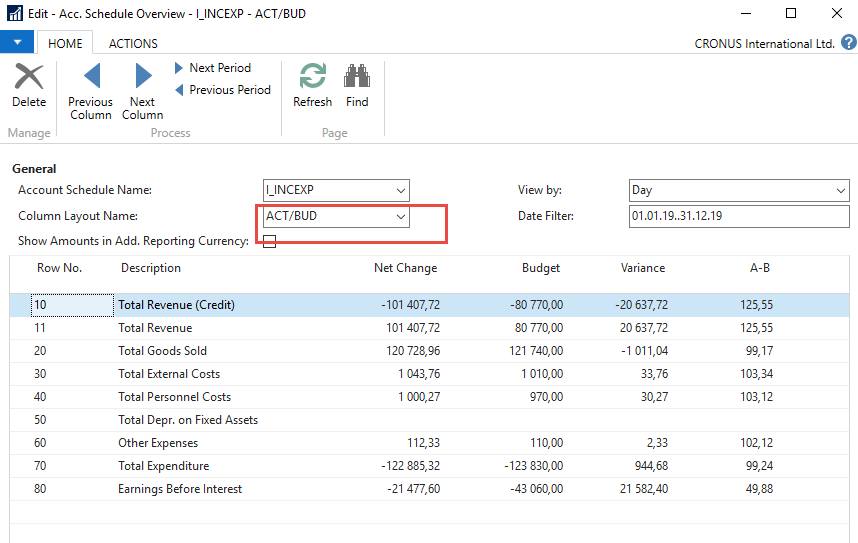 Edit - Acc. Schedule Overview - I_INCEXP - ACT/BUD
HOME ACTIONS CRONUS International Ltd. ?
Delete Previous Column Next Column Next Period Previous Period Refresh Find
Manage Process Page
General
Account Schedule Name: I_INCEXP View by: Day
Column Layout Name: ACT/BUD Date Filter: 01.01.19..31.12.19
Show Amounts in Add. Reporting Currency:
Row No. Description Net Change Budget Variance A-B
10 Total Revenue (Credit) -101 407,72 -80 770,00 -20 637,72 125,55
11 Total Revenue 101 407,72 80 770,00 20 637,72 125,55
20 Total Goods Sold 120 728,96 121 740,00 -1 011,04 99,17
30 Total External Costs 1 043,76 1 010,00 33,76 103,34
40 Total Personnel Costs 1 000,27 970,00 30,27 103,12
50 Total Depr. on Fixed Assets
60 Other Expenses 112,33 110,00 2,33 102,12
70 Total Expenditure -122 885,32 -123 830,00 944,68 99,24
80 Earnings Before Interest -21 477,60 -43 060,00 21 582,40 49,88